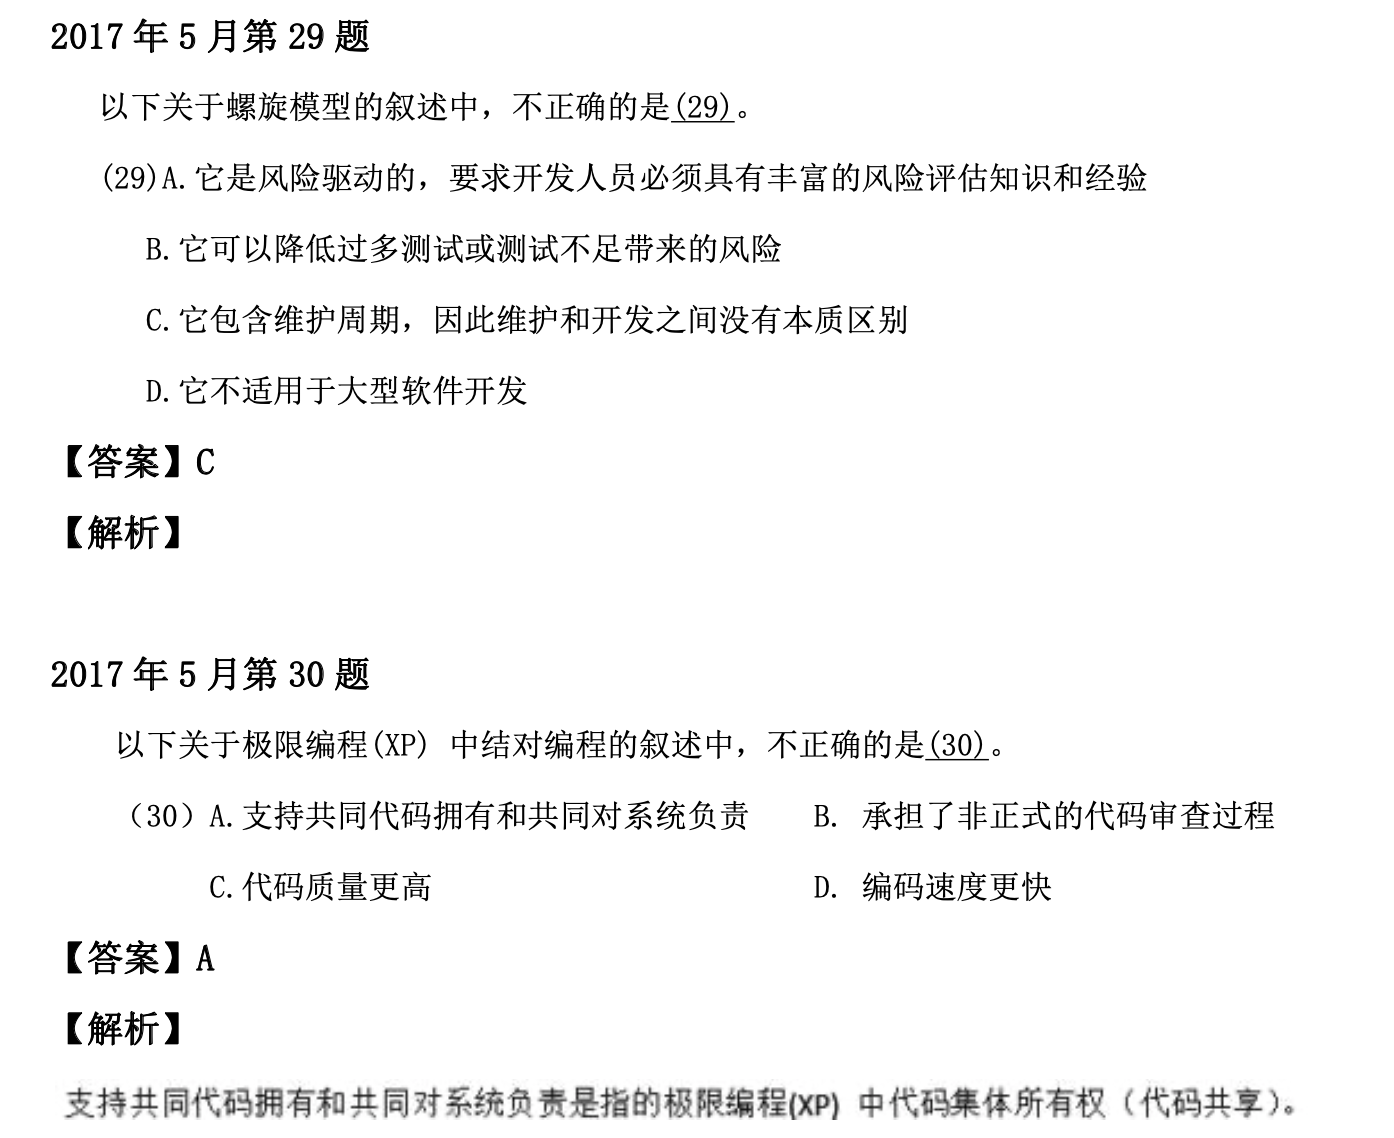 2017 年 5 月第 29 题
以下关于螺旋模型的叙述中，不正确的是(29)。
(29)A.它是风险驱动的，要求开发人员必须具有丰富的风险评估知识和经验
B.它可以降低过多测试或测试不足带来的风险
C.它包含维护周期，因此维护和开发之间没有本质区别
D.它不适用于大型软件开发
【答案】C
【解析】
2017 年 5 月第 30 题
以下关于极限编程(XP) 中结对编程的叙述中，不正确的是(30)。
（30）A.支持共同代码拥有和共同对系统负责 B. 承担了非正式的代码审查过程
C.代码质量更高 D. 编码速度更快
【答案】A
【解析】
支持共同代码拥有和共同对系统负责是指的极限编程(XP) 中代码集体所有权（代码共享）。